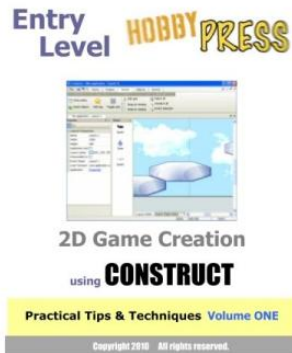 Entry
Level HOBBY PRESS
2D Game Creation
using CONSTRUCT
Practical Tips & Techniques Volume ONE
Copyright 2010 All rights reserved.